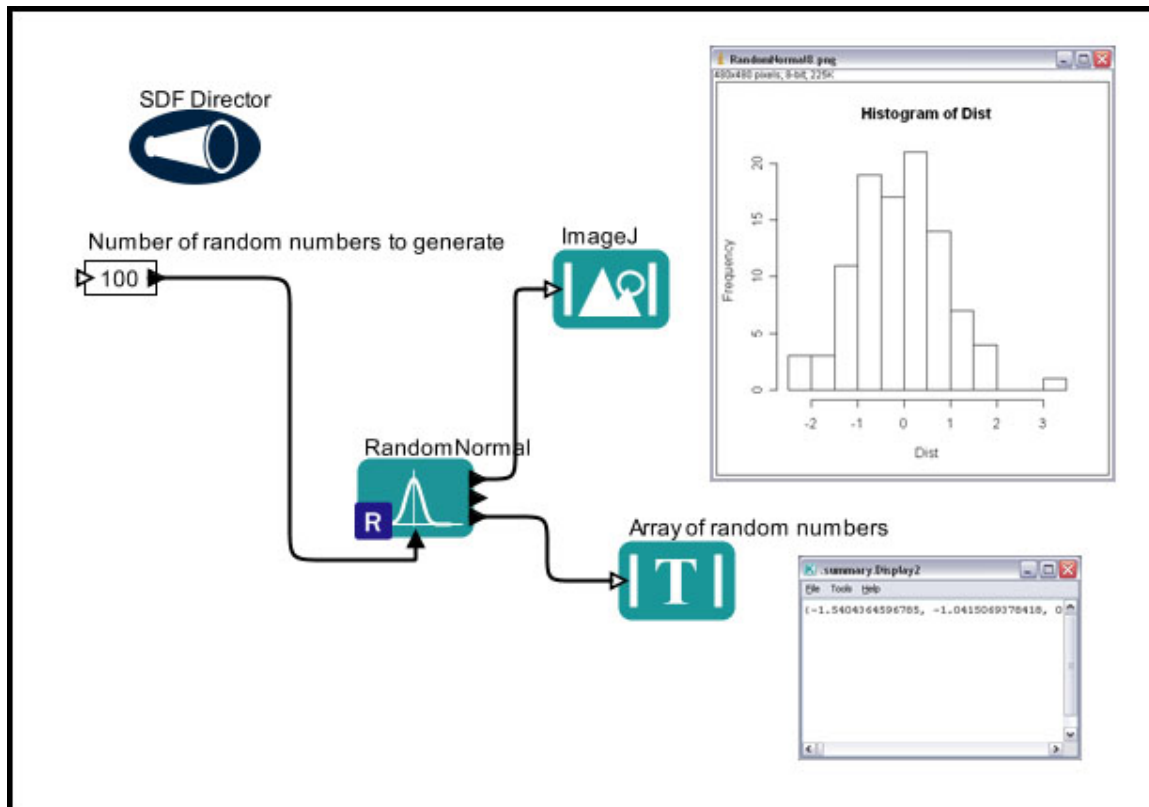 SDF Director
Number of random numbers to generate
100
ImageJ
RandomNormal
R
Array of random numbers
T
RandomNormal8.png
480x480 pixels; 8-bit; 225K
Histogram of Dist
Frequency
20
15
10
5
0
-2 -1 0 1 2 3
Dist
.summary.Display2
File Tools Help
{-1.5404364596785, -1.0415069378418, 0